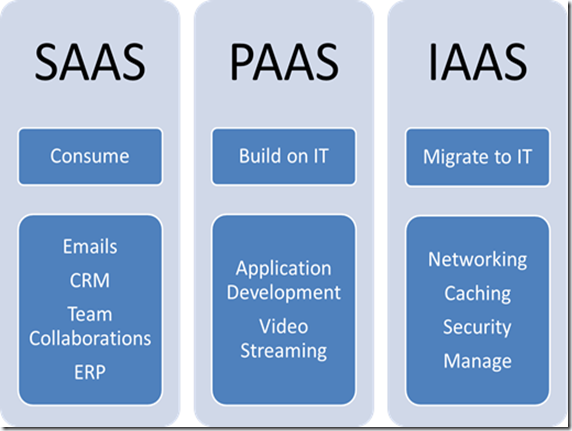 SAAS
Consume
Emails
CRM
Team
Collaborations
ERP
PAAS
Build on IT
Application
Development
Video
Streaming
IAAS
Migrate to IT
Networking
Caching
Security
Manage